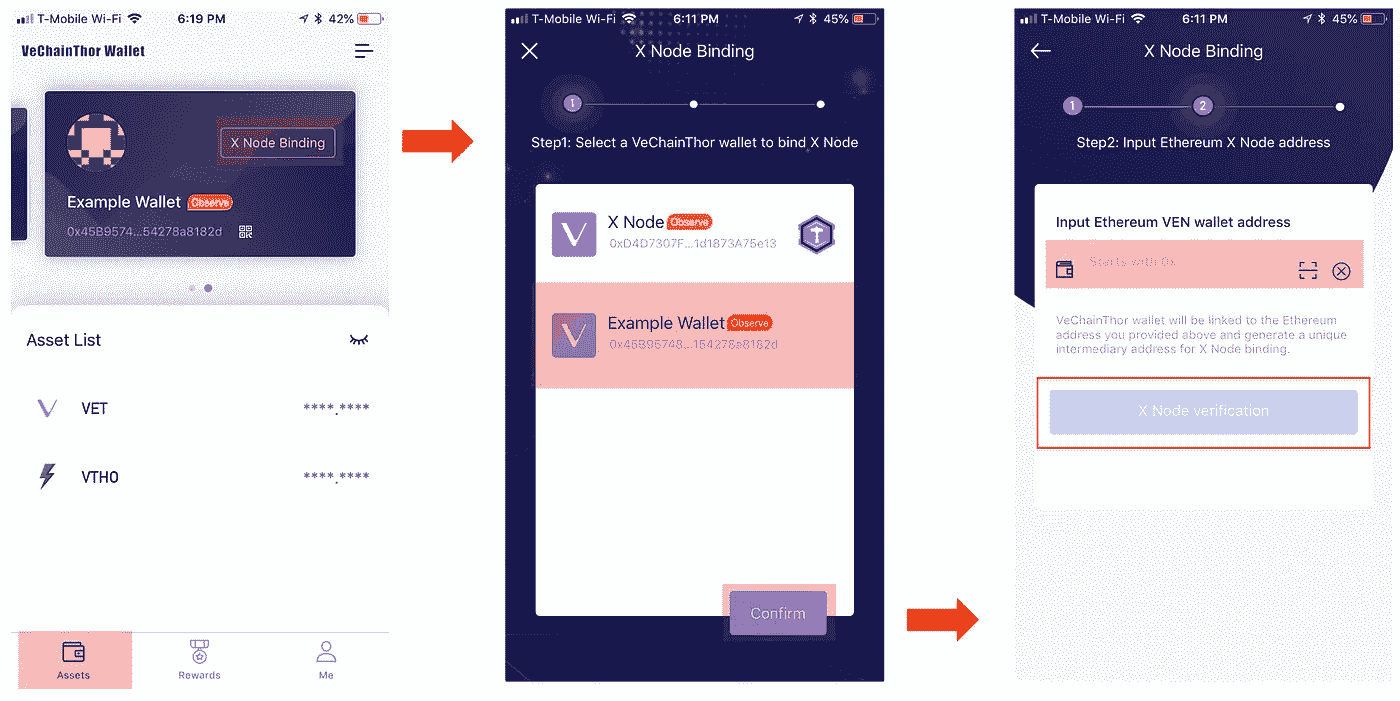 T-Mobile Wi-Fi 6:19 PM 42%
VeChainThor Wallet
X Node Binding
Example Wallet Observe
0x45B9574...54278a8182d
Asset List
VET ****.****
VTHO ****.****
Assets Rewards Me
T-Mobile Wi-Fi 6:11 PM 45%
X Node Binding
1
Step1: Select a VeChainThor wallet to bind X Node
X Node Observe
0xD4D7307F...1d1873A75e13
Example Wallet Observe
0x45B95748...154278a8182d
Confirm
T-Mobile Wi-Fi 6:11 PM 45%
X Node Binding
1 2
Step2: Input Ethereum X Node address
Input Ethereum VEN wallet address
Starts with 0x
VeChainThor wallet will be linked to the Ethereum
address you provided above and generate a unique
intermediary address for X Node binding.
X Node verification